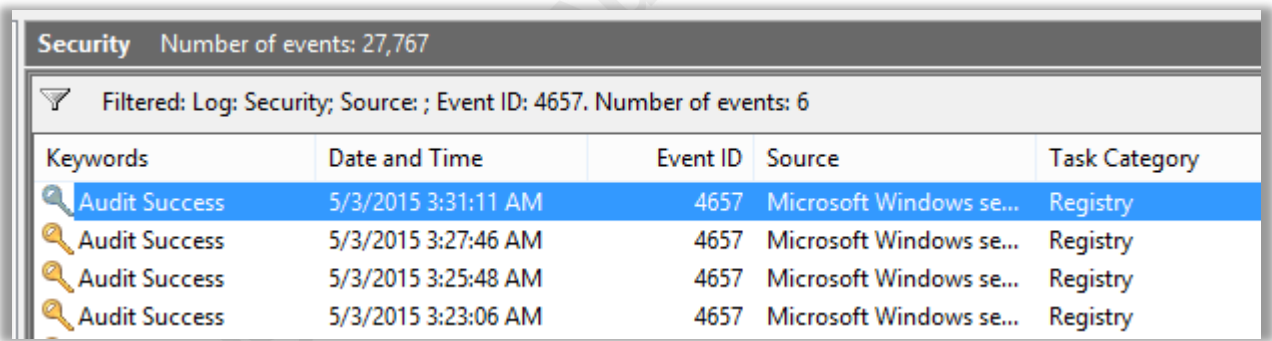 Security Number of events: 27,767
Filtered: Log: Security; Source: ; Event ID: 4657. Number of events: 6
Keywords Date and Time Event ID Source Task Category
Audit Success 5/3/2015 3:31:11 AM 4657 Microsoft Windows se... Registry
Audit Success 5/3/2015 3:27:46 AM 4657 Microsoft Windows se... Registry
Audit Success 5/3/2015 3:25:48 AM 4657 Microsoft Windows se... Registry
Audit Success 5/3/2015 3:23:06 AM 4657 Microsoft Windows se... Registry